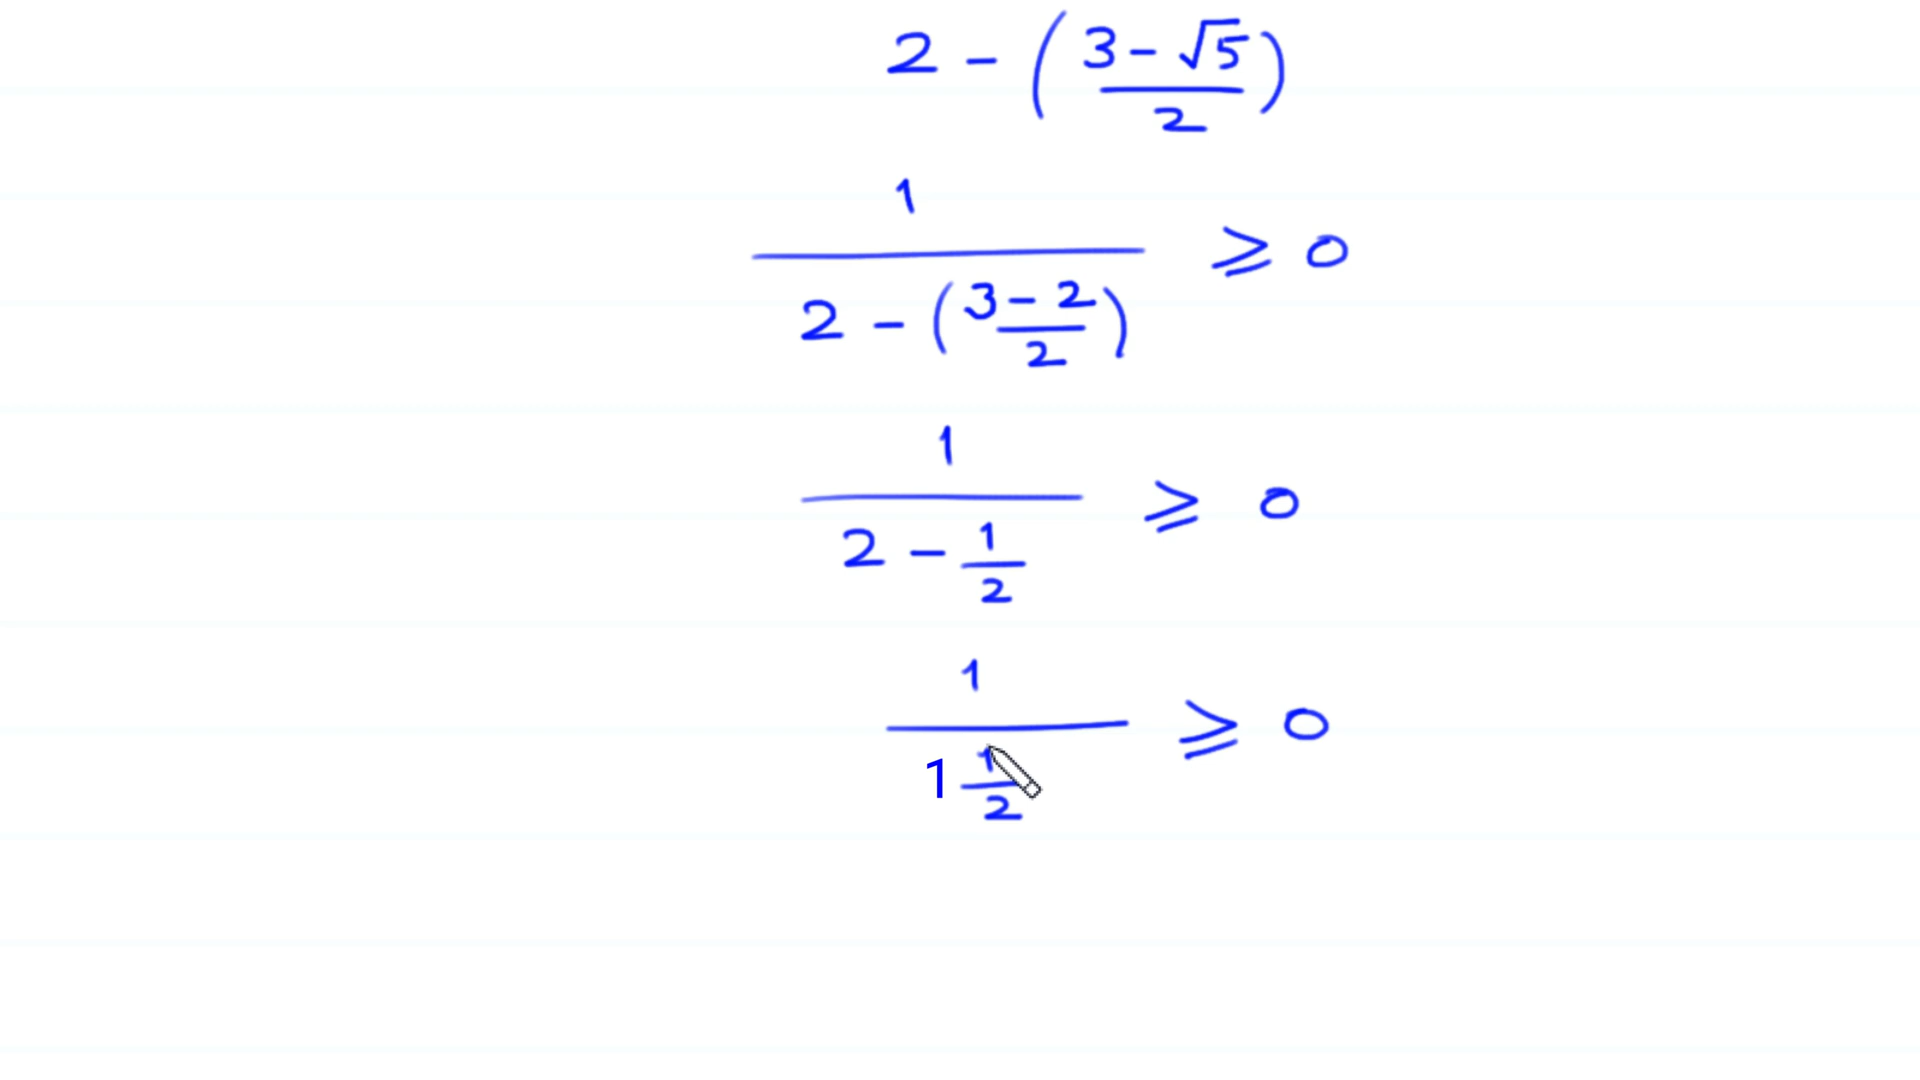 2 - ( (3 - √5) / 2 )
1 / ( 2 - ( (3 - 2) / 2 ) ) ⩾ 0
1 / ( 2 - 1/2 ) ⩾ 0
1 / ( 1 1/2 ) ⩾ 0